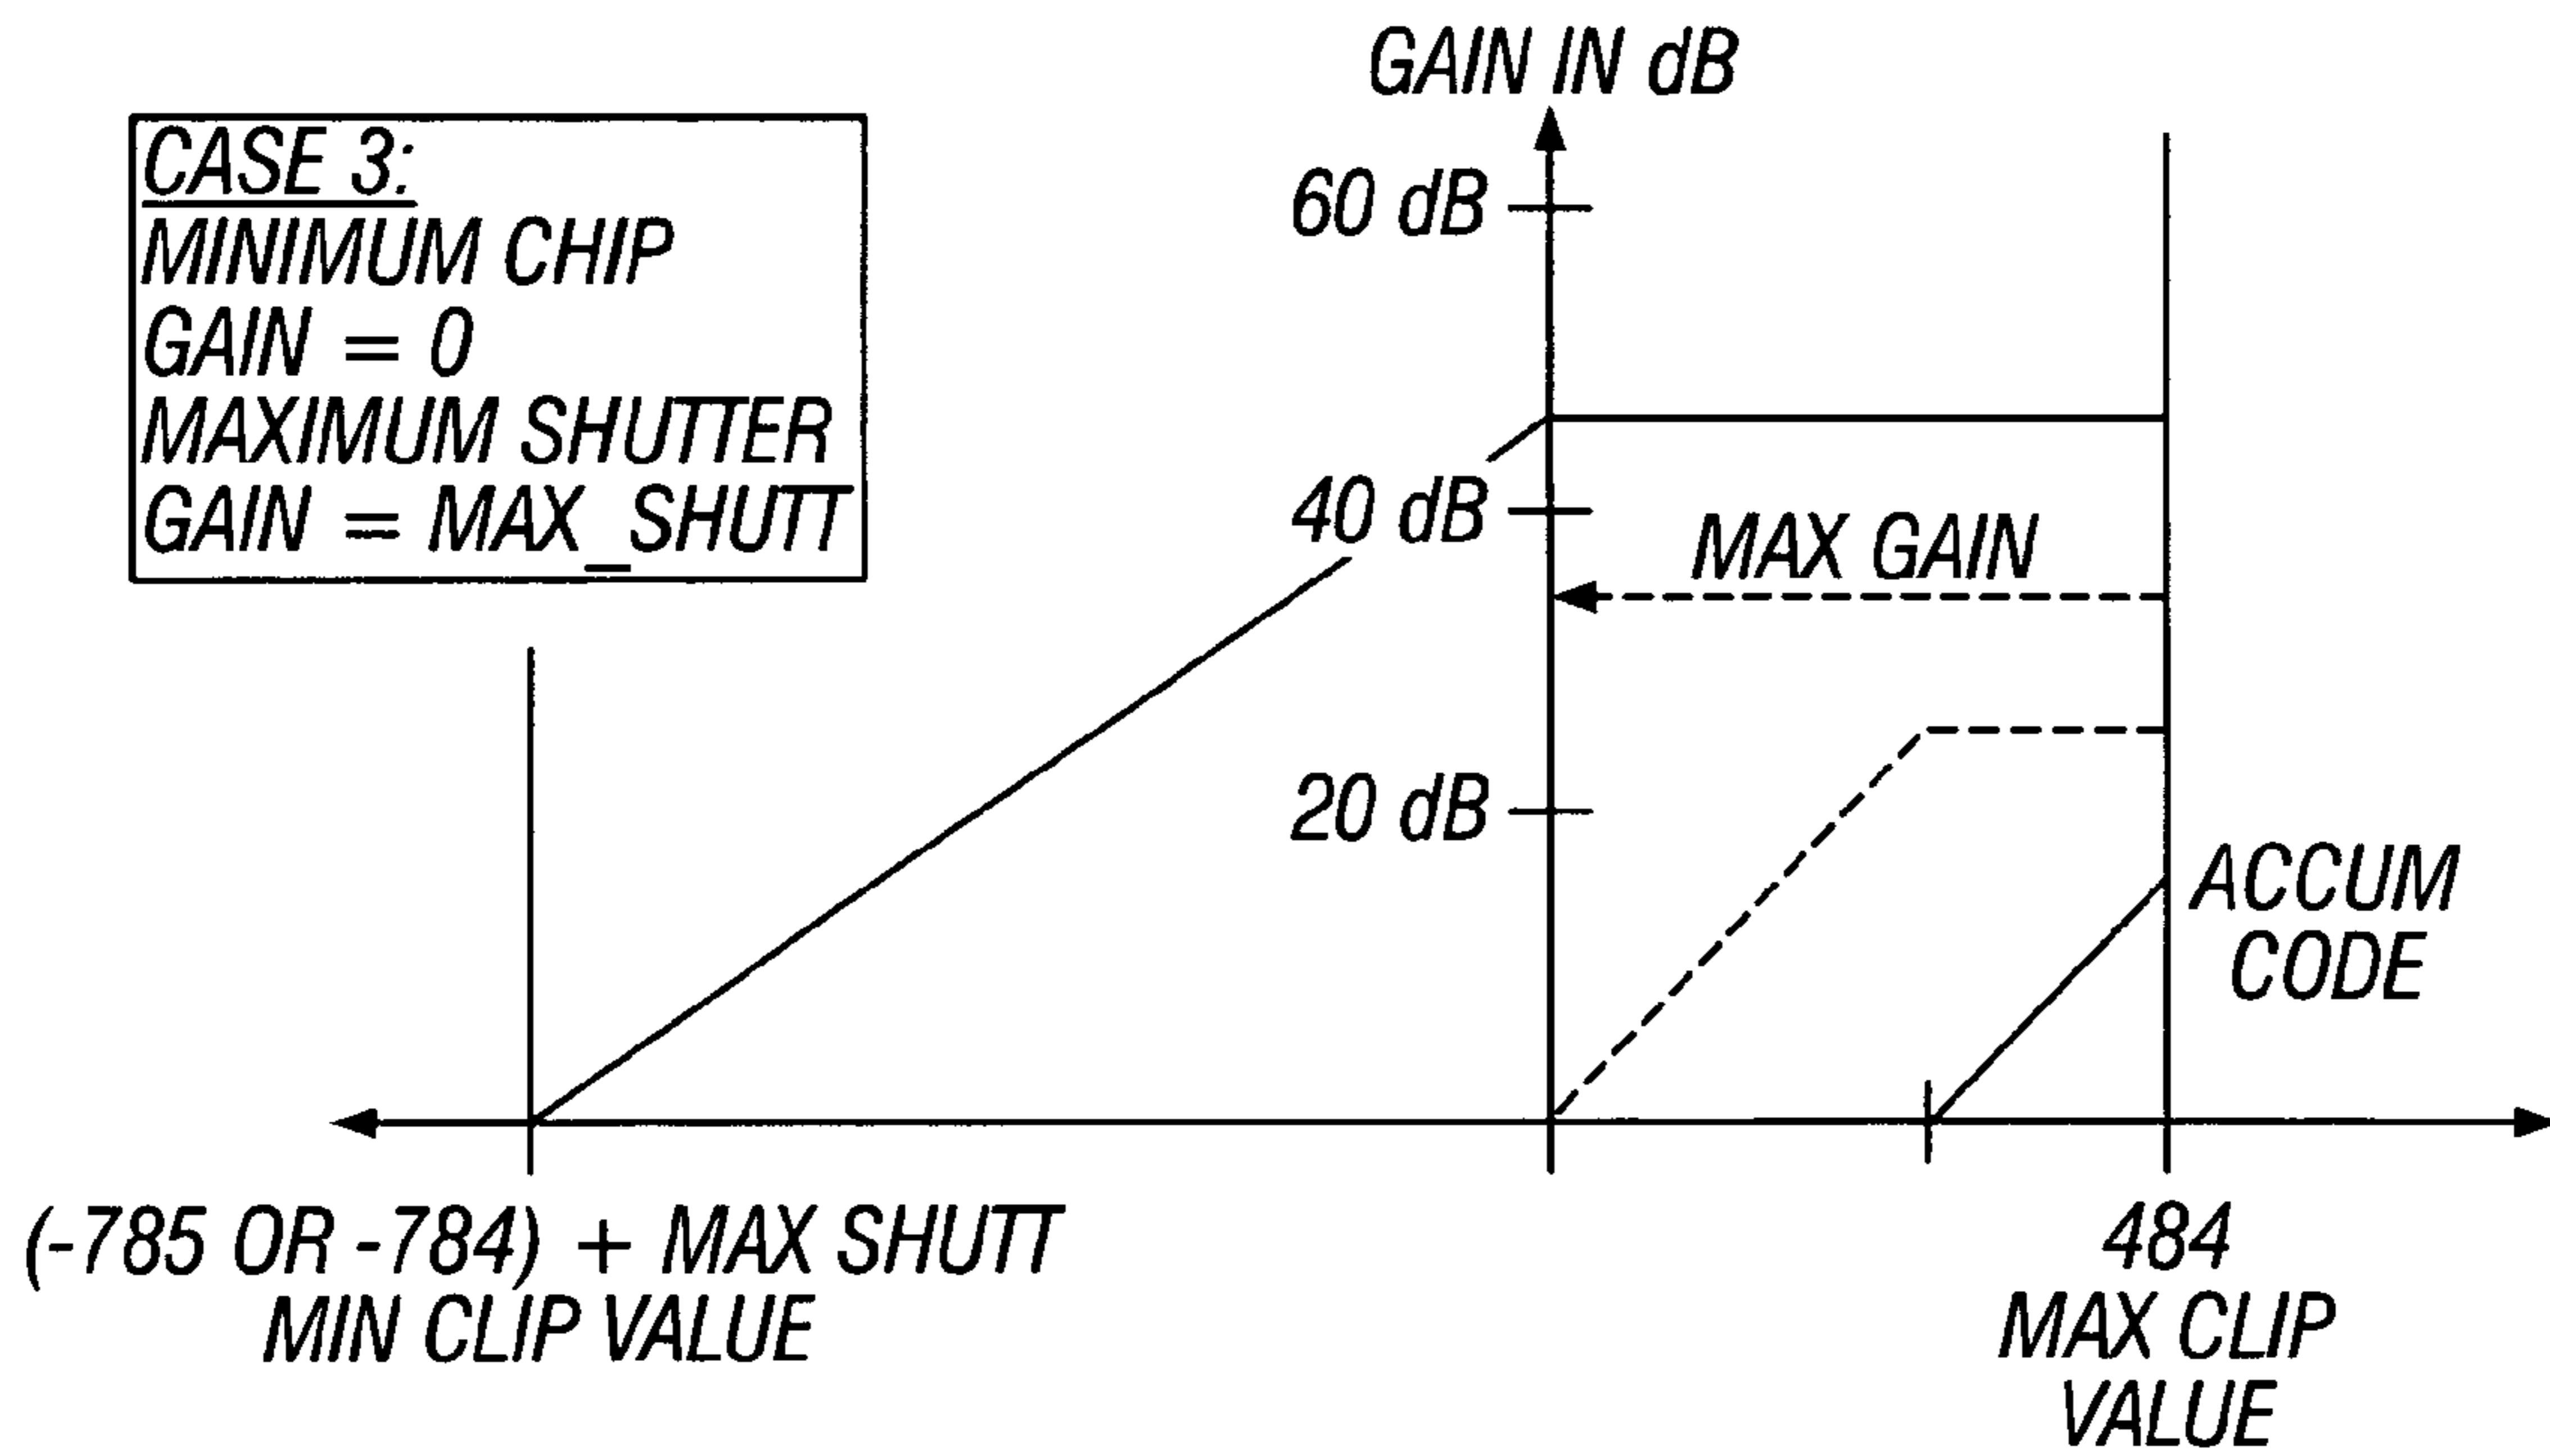 GAIN IN dB
CASE 3:
MINIMUM CHIP
GAIN = 0
MAXIMUM SHUTTER
GAIN = MAX_SHUTT
60 dB
40 dB
MAX GAIN
20 dB
ACCUM
CODE
(-785 OR -784) + MAX SHUTT
MIN CLIP VALUE
484
MAX CLIP
VALUE